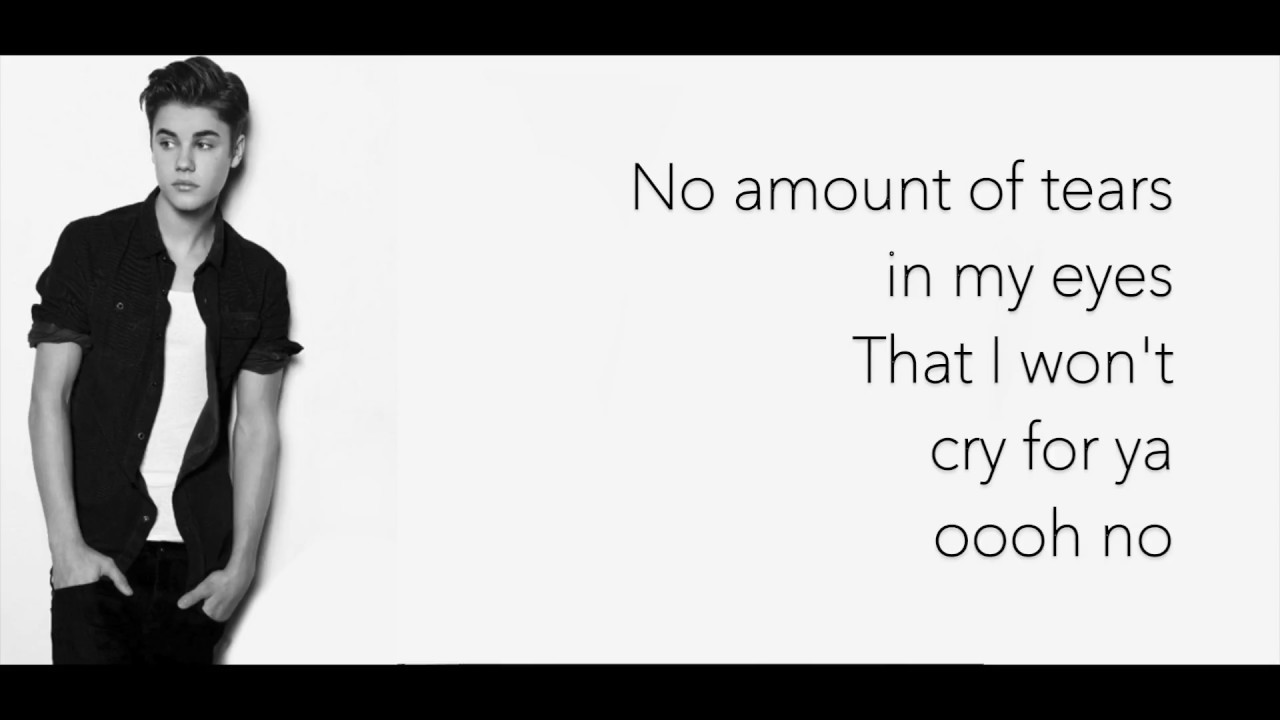 No amount of tears
in my eyes
That I won't
cry for ya
oooh no